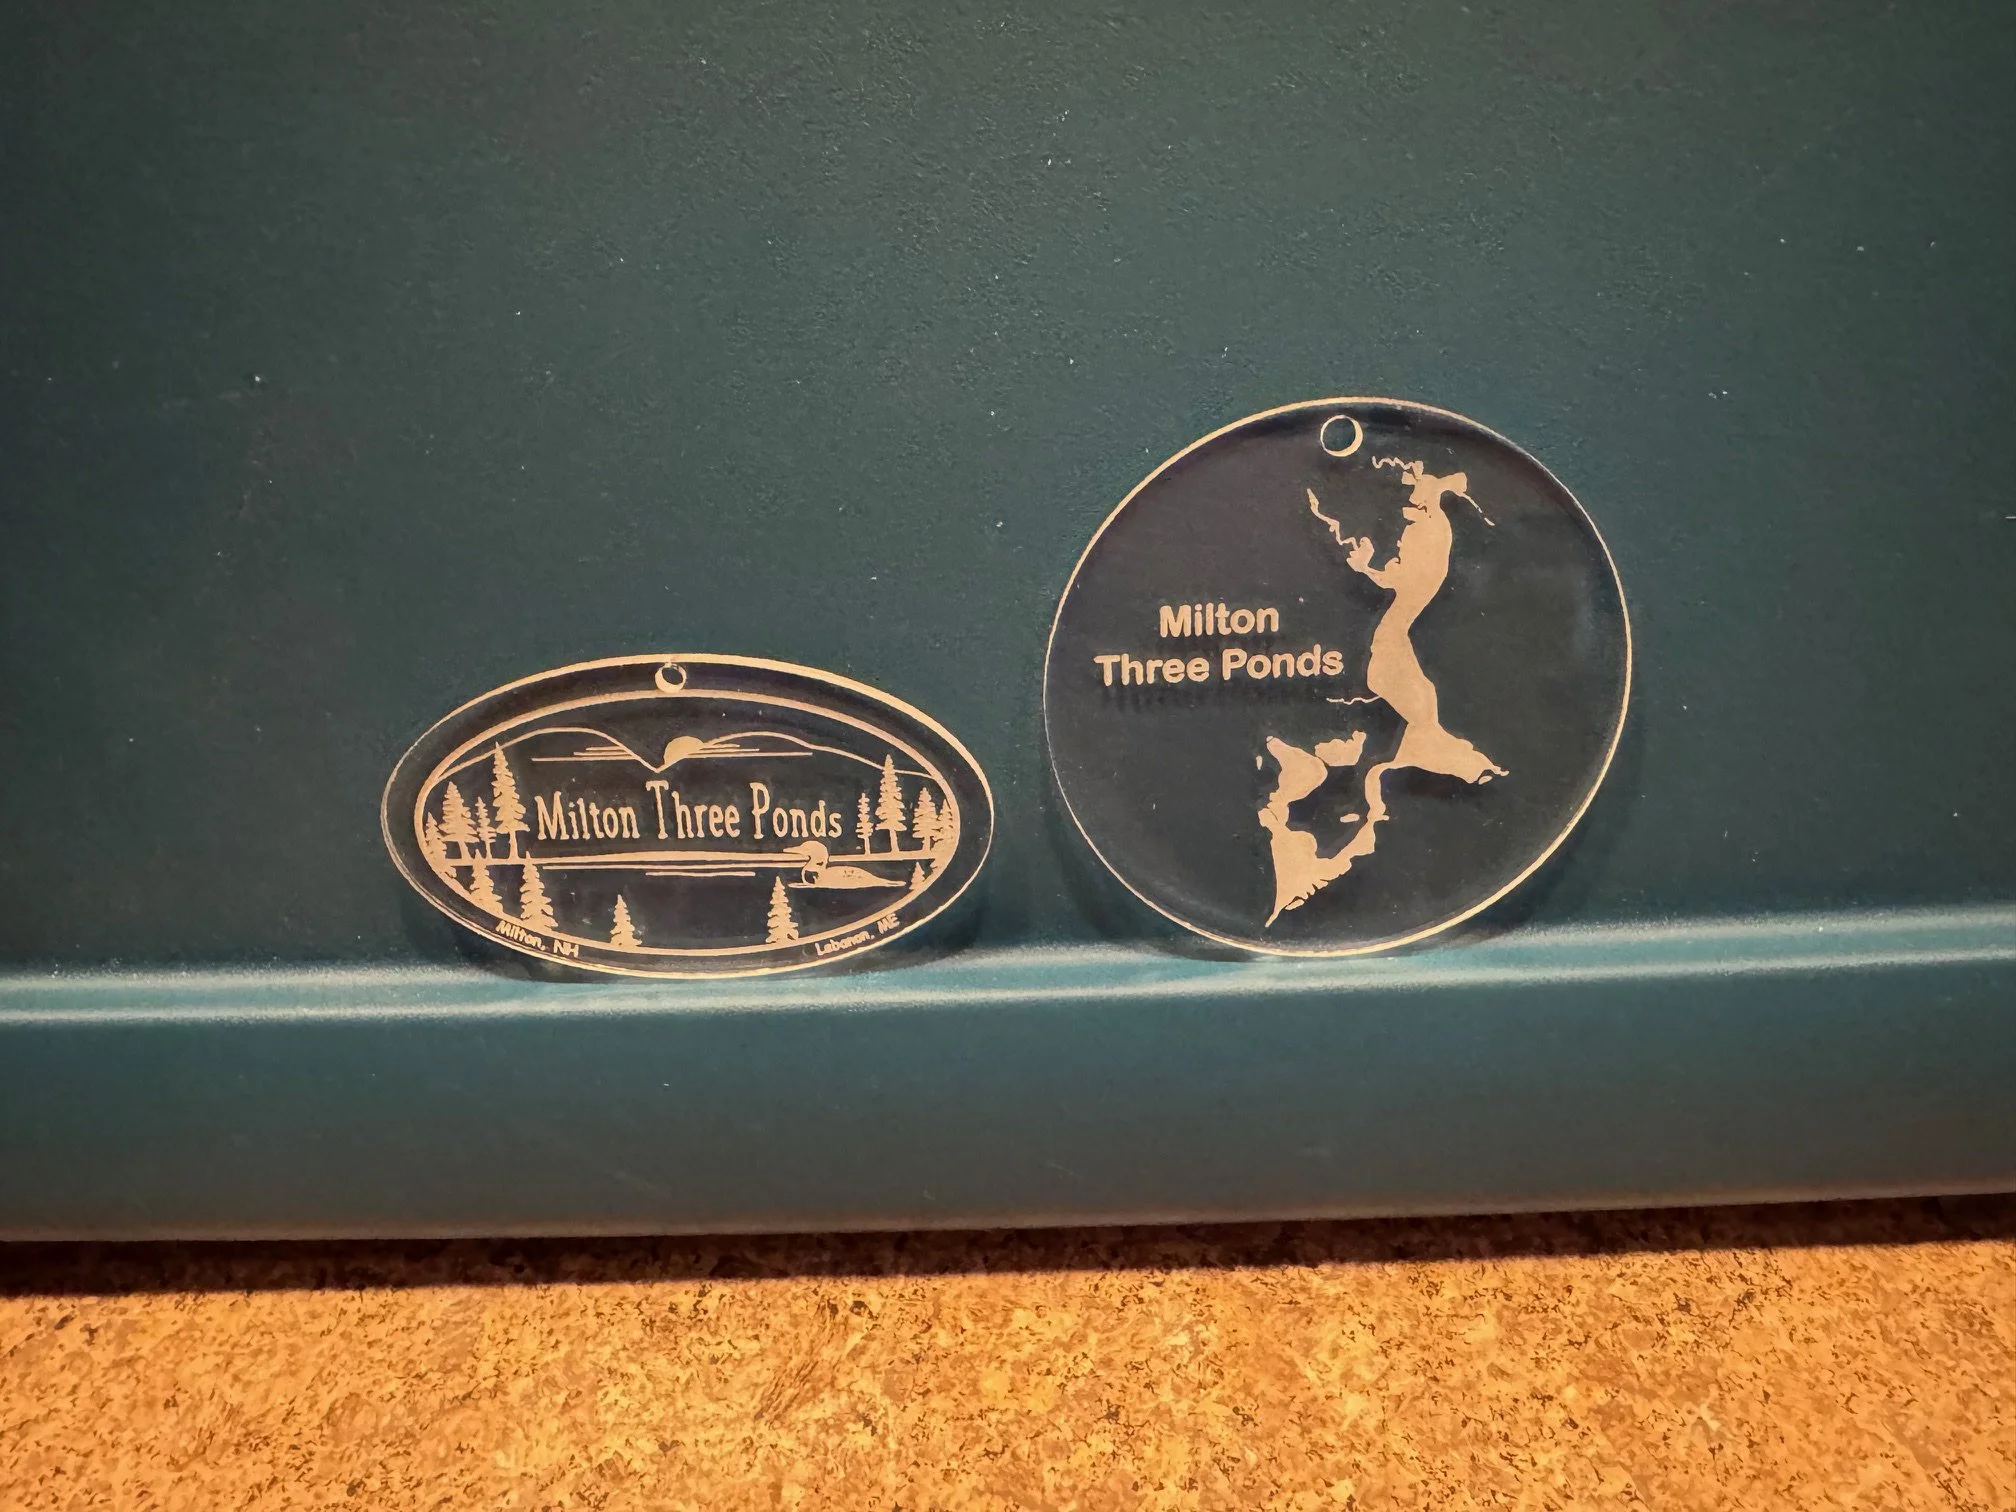 Milton Three Ponds
Milton, NH
Lebanon, ME
Milton
Three Ponds